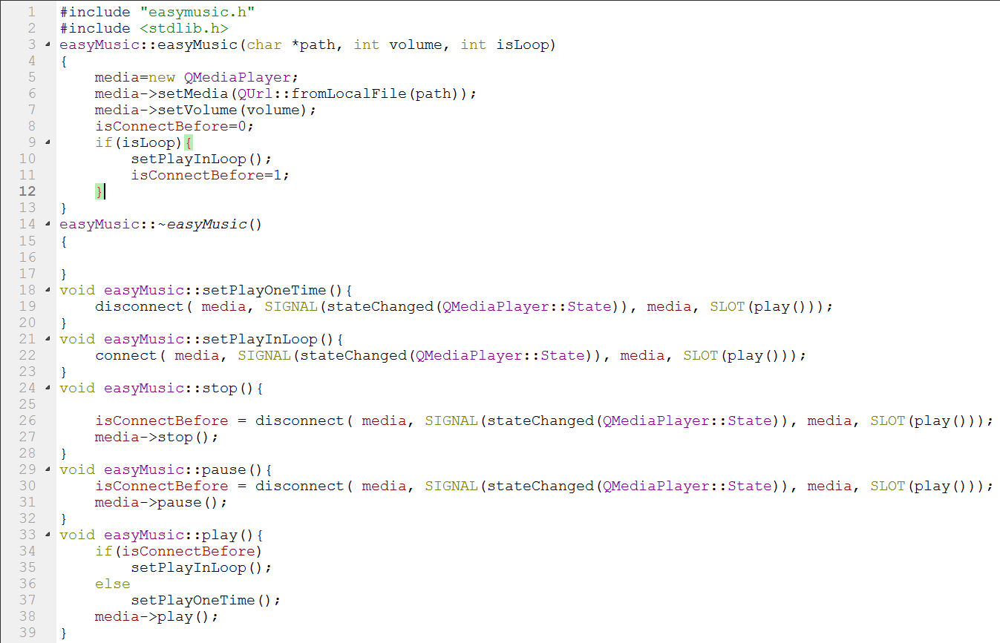 1 #include "easymusic.h"
2 #include <stdlib.h>
3 easyMusic::easyMusic(char *path, int volume, int isLoop)
4 {
5     media=new QMediaPlayer;
6     media->setMedia(QUrl::fromLocalFile(path));
7     media->setVolume(volume);
8     isConnectBefore=0;
9     if(isLoop){
10         setPlayInLoop();
11         isConnectBefore=1;
12     }
13 }
14 easyMusic::~easyMusic()
15 {
16
17 }
18 void easyMusic::setPlayOneTime(){
19     disconnect( media, SIGNAL(stateChanged(QMediaPlayer::State)), media, SLOT(play()));
20 }
21 void easyMusic::setPlayInLoop(){
22     connect( media, SIGNAL(stateChanged(QMediaPlayer::State)), media, SLOT(play()));
23 }
24 void easyMusic::stop(){
25
26     isConnectBefore = disconnect( media, SIGNAL(stateChanged(QMediaPlayer::State)), media, SLOT(play()));
27     media->stop();
28 }
29 void easyMusic::pause(){
30     isConnectBefore = disconnect( media, SIGNAL(stateChanged(QMediaPlayer::State)), media, SLOT(play()));
31     media->pause();
32 }
33 void easyMusic::play(){
34     if(isConnectBefore)
35         setPlayInLoop();
36     else
37         setPlayOneTime();
38     media->play();
39 }